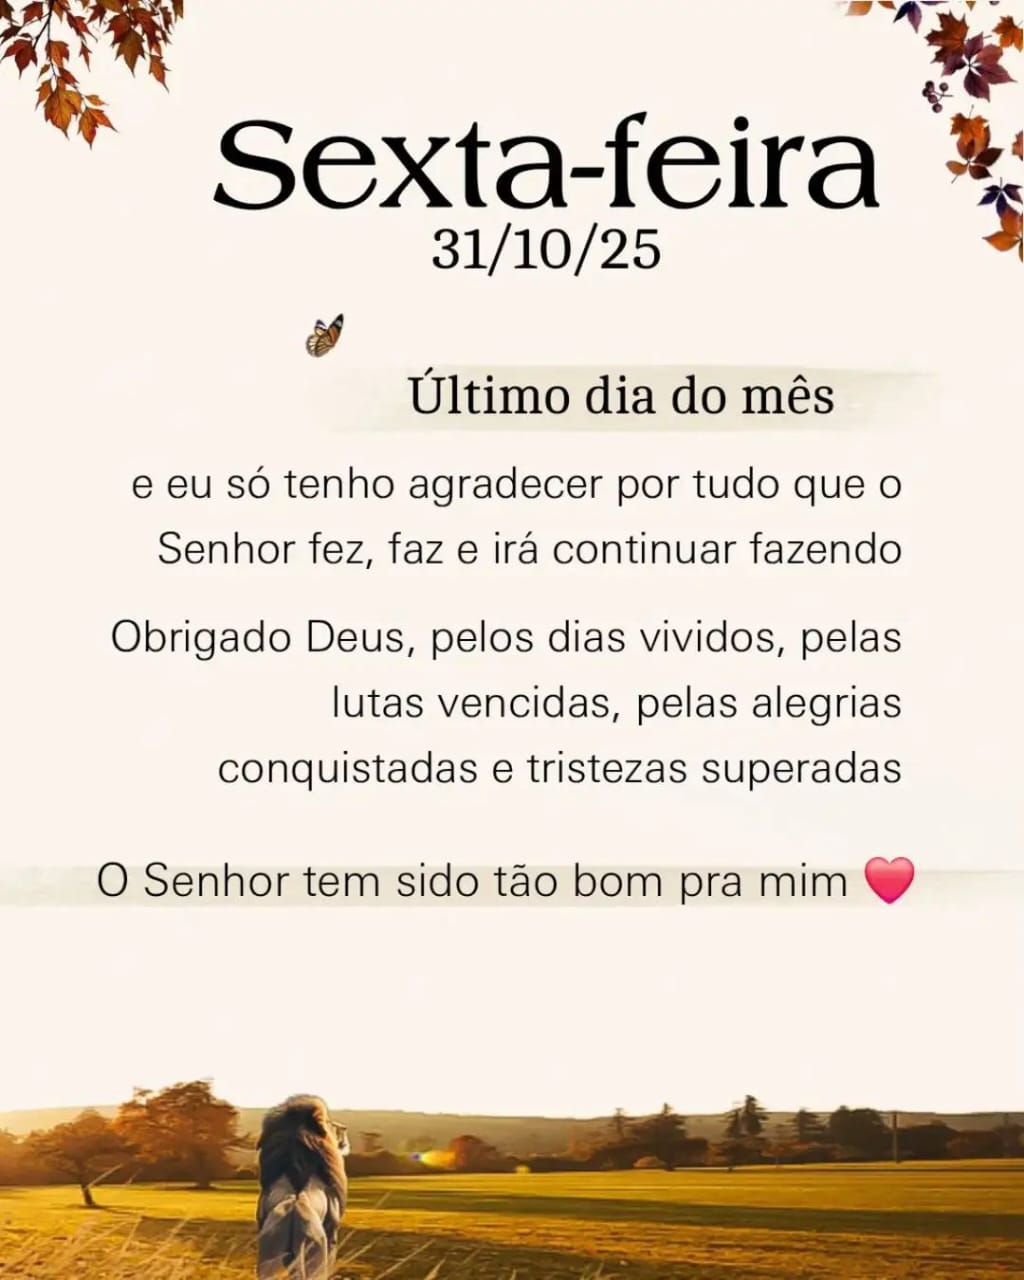 Sexta-feira
31/10/25
Último dia do mês
e eu só tenho agradecer por tudo que o
Senhor fez, faz e irá continuar fazendo
Obrigado Deus, pelos dias vividos, pelas
lutas vencidas, pelas alegrias
conquistadas e tristezas superadas
O Senhor tem sido tão bom pra mim ❤️